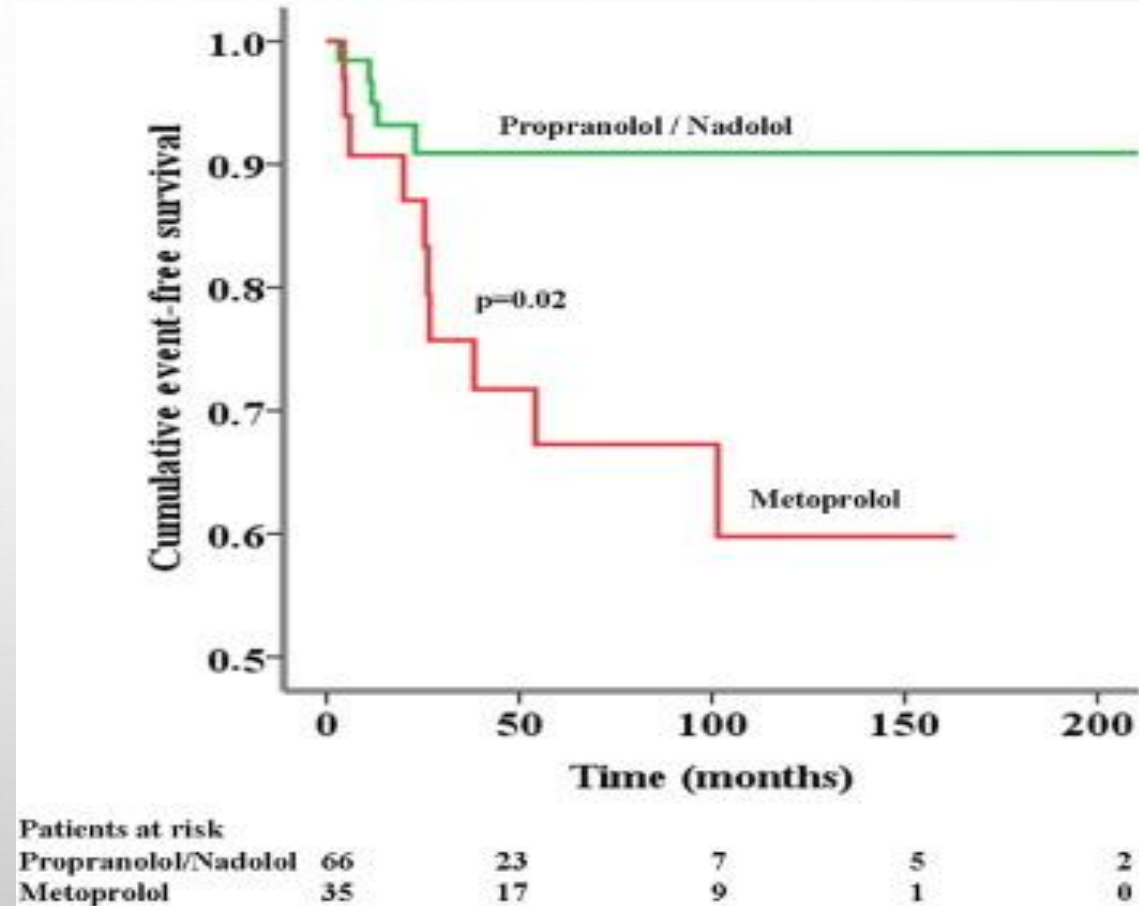 1.0
Propranolol / Nadolol
0.9
0.8
p=0.02
0.7
Metoprolol
0.6
0.5
Cumulative event-free survival
0 50 100 150 200
Time (months)
Patients at risk
Propranolol/Nadolol 66 23 7 5 2
Metoprolol 35 17 9 1 0